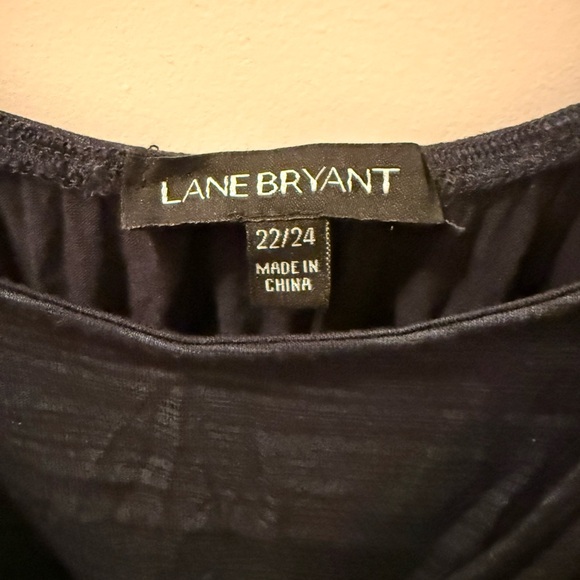 LANE BRYANT
22/24
MADE IN
CHINA